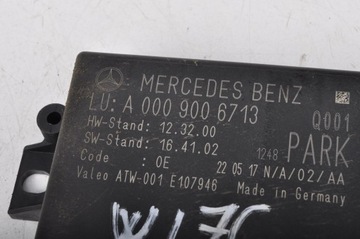 MERCEDES BENZ
LU: A 000 900 6713 Q001
HW-Stand: 12.32.00
SW-Stand: 16.41.02 1248 PARK
Code : 0E 22 05 17 N/A/02/AA
Valeo ATW-001 E107946 Made in Germany
W176